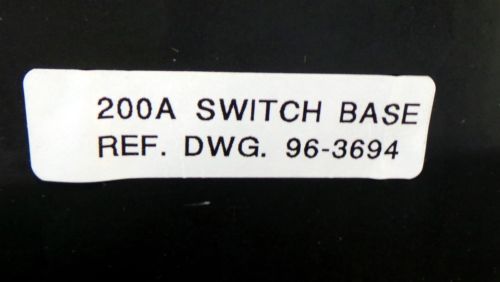 200A SWITCH BASE
REF. DWG. 96-3694